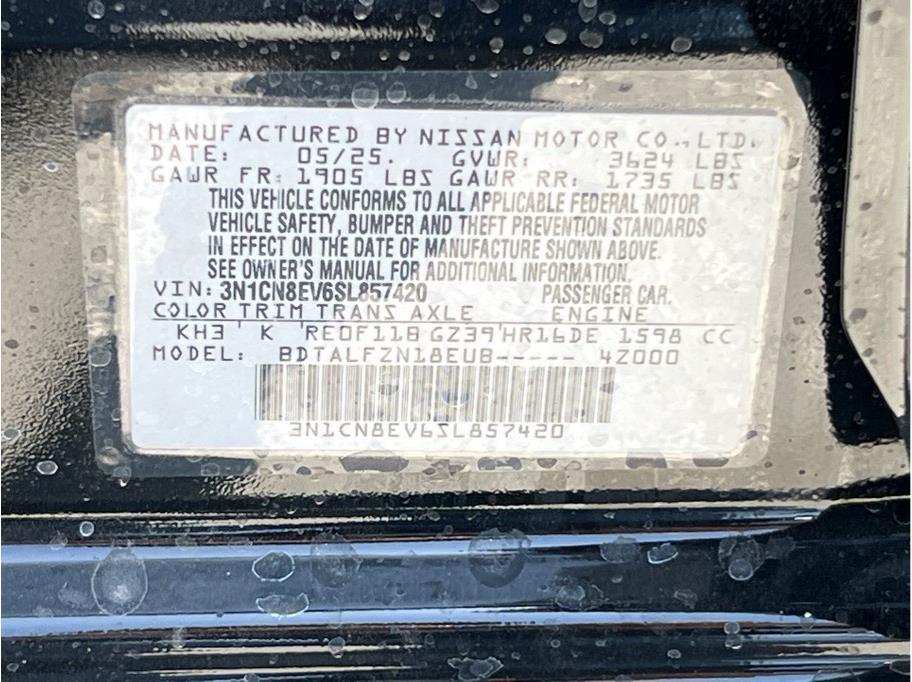 MANUFACTURED BY NISSAN MOTOR CO., LTD.
DATE: 05/25. GVWR: 3624 LBS
GAWR FR: 1905 LBS GAWR RR: 1735 LBS
THIS VEHICLE CONFORMS TO ALL APPLICABLE FEDERAL MOTOR
VEHICLE SAFETY, BUMPER AND THEFT PREVENTION STANDARDS
IN EFFECT ON THE DATE OF MANUFACTURE SHOWN ABOVE.
SEE OWNER'S MANUAL FOR ADDITIONAL INFORMATION.
VIN: 3N1CN8EV6SL857420 PASSENGER CAR.
COLOR TRIM TRANS AXLE ENGINE
KH3 K RE0F11B GZ39 HR16DE 1598 CC
MODEL: BDTALFZN18EUB----- 4Z000
3N1CN8EV6SL857420